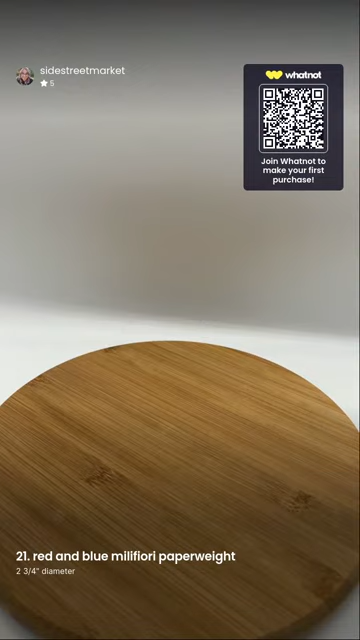 sidestreetmarket
5
whatnot
Join Whatnot to
make your first
purchase!
21. red and blue milifiori paperweight
2 3/4" diameter